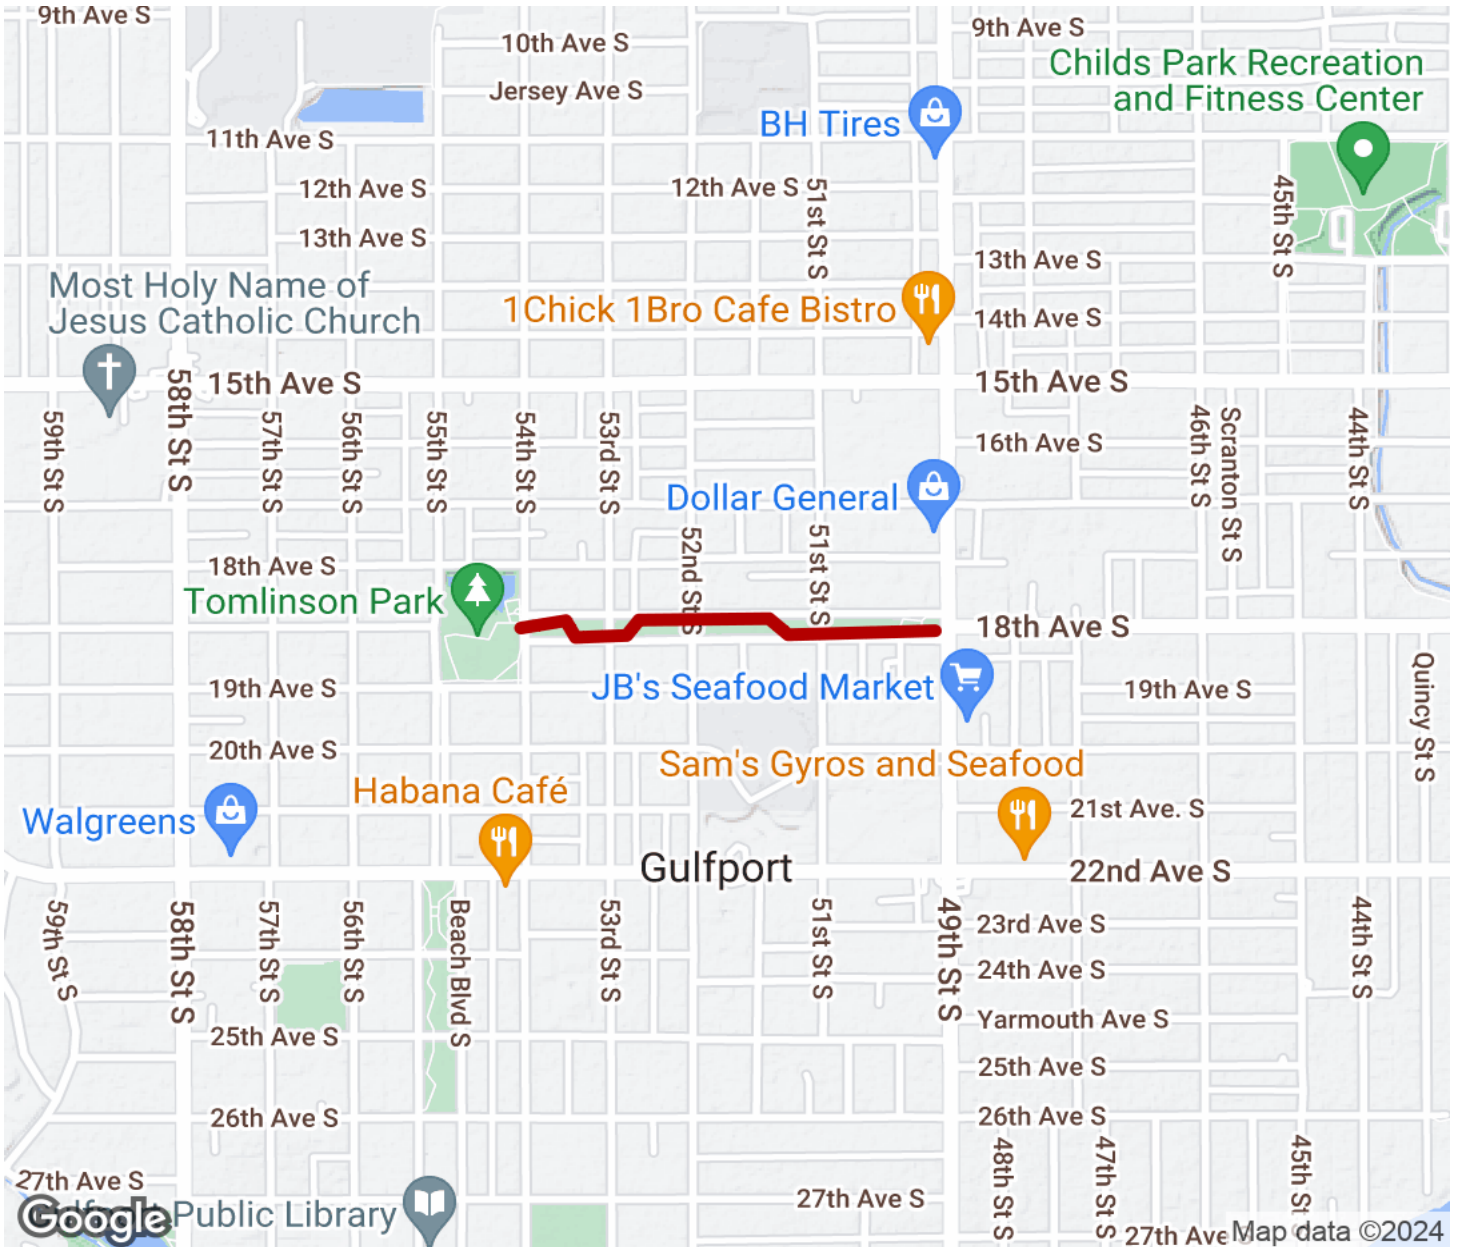 9th Ave S
10th Ave S
9th Ave S
Jersey Ave S
Childs Park Recreation
and Fitness Center
BH Tires
11th Ave S
12th Ave S
12th Ave S
51st St S
45th St S
13th Ave S
13th Ave S
Most Holy Name of
Jesus Catholic Church
1Chick 1Bro Cafe Bistro
14th Ave S
15th Ave S
15th Ave S
59th St S
58th St S
57th St S
56th St S
55th St S
54th St S
53rd St S
16th Ave S
46th St S
Scranton St S
44th St S
Dollar General
52nd St S
51st St S
18th Ave S
Tomlinson Park
18th Ave S
19th Ave S
JB's Seafood Market
19th Ave S
Quincy St S
20th Ave S
Sam's Gyros and Seafood
Habana Café
Walgreens
21st Ave. S
Gulfport
22nd Ave S
59th St S
58th St S
57th St S
56th St S
Beach Blvd S
53rd St S
51st St S
49th St S
23rd Ave S
44th St S
24th Ave S
25th Ave S
Yarmouth Ave S
25th Ave S
26th Ave S
26th Ave S
48th St S
47th St S
45th St S
27th Ave S
27th Ave S
Google
Public Library
27th Ave
Map data ©2024